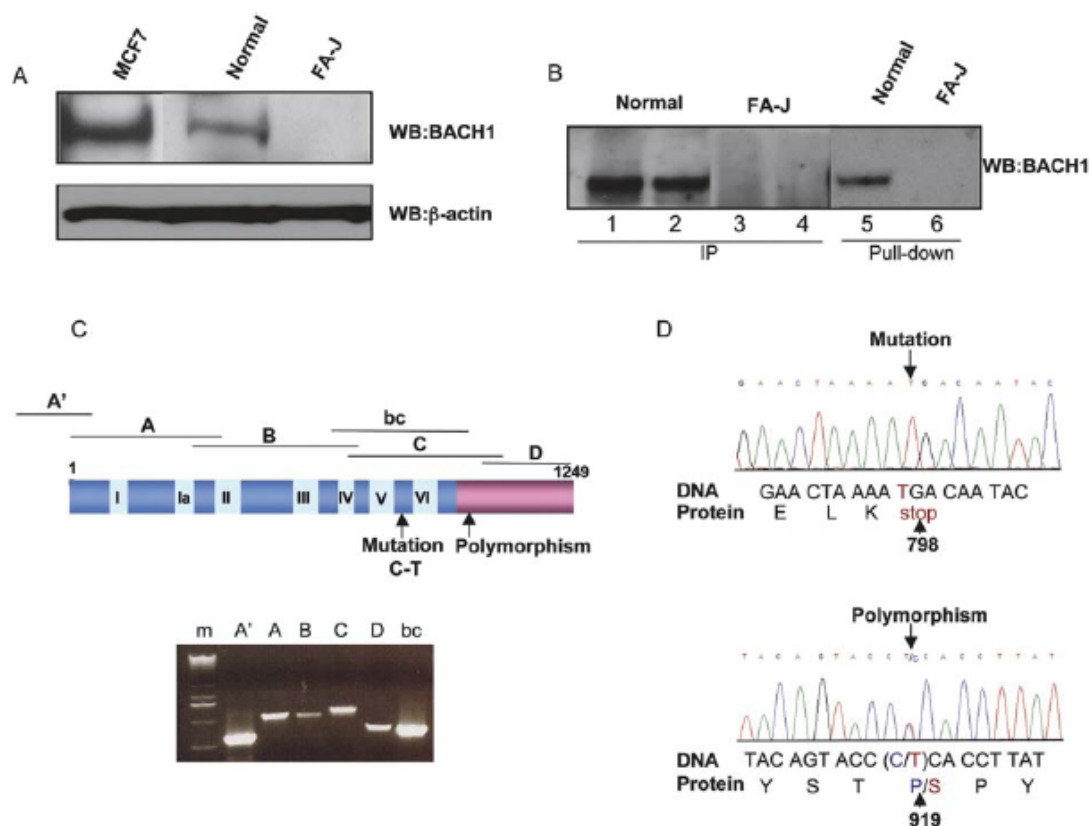 A
MCF7
Normal
FA-J
WB:BACH1
WB:β-actin
B
Normal
FA-J
Normal
FA-J
WB:BACH1
1 2 3 4 5 6
IP
Pull-down
C
A'
A
B
bc
C
D
1
1249
I Ia II III IV V VI
Mutation
C-T
Polymorphism
m A' A B C D bc
D
Mutation
G A A C T A A A A T G A C A A T A C
DNA GAA CTA AAA TGA CAA TAC
Protein E L K stop
798
Polymorphism
T A C A G T A C C T/C C A C C T T A T
DNA TAC AGT ACC (C/T)CA CCT TAT
Protein Y S T P/S P Y
919